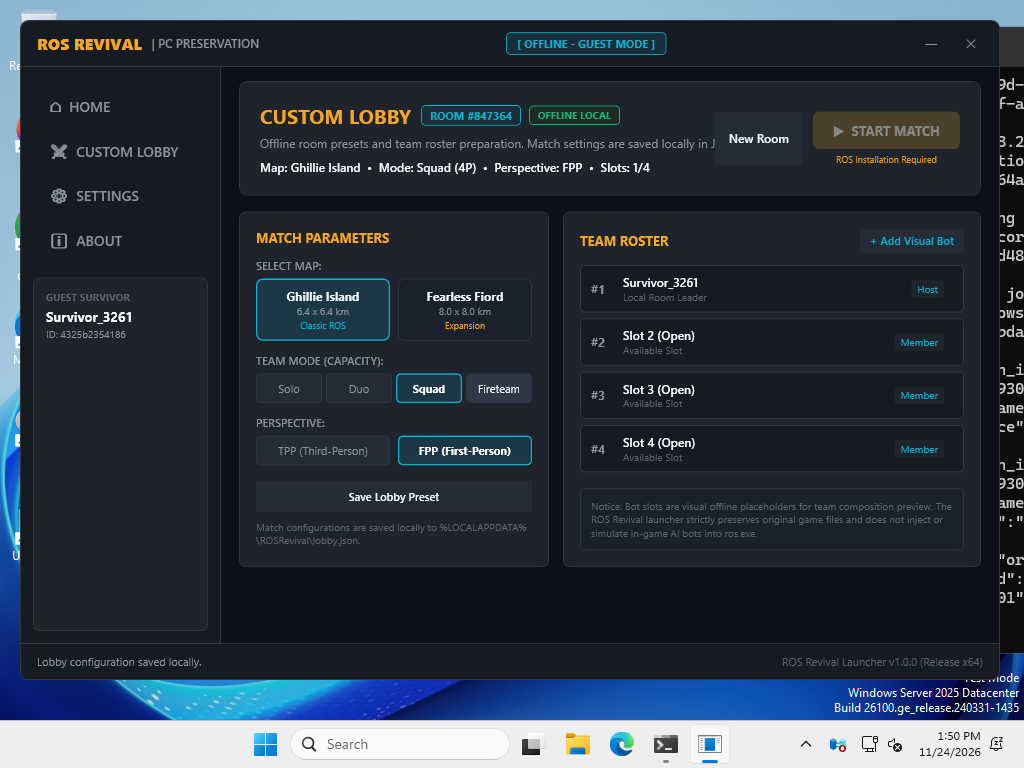 ROS REVIVAL | PC PRESERVATION
[ OFFLINE - GUEST MODE ]
HOME
CUSTOM LOBBY
SETTINGS
ABOUT
GUEST SURVIVOR
Survivor_3261
ID: 4325b2354186
CUSTOM LOBBY ROOM #847364 OFFLINE LOCAL
Offline room presets and team roster preparation. Match settings are saved locally in J
Map: Ghillie Island • Mode: Squad (4P) • Perspective: FPP • Slots: 1/4
New Room
▶ START MATCH
ROS Installation Required
MATCH PARAMETERS
SELECT MAP:
Ghillie Island
6.4 x 6.4 km
Classic ROS
Fearless Fiord
8.0 x 8.0 km
Expansion
TEAM MODE (CAPACITY):
Solo Duo Squad Fireteam
PERSPECTIVE:
TPP (Third-Person) FPP (First-Person)
Save Lobby Preset
Match configurations are saved locally to %LOCALAPPDATA%
\ROSRevival\lobby.json.
TEAM ROSTER
+ Add Visual Bot
#1 Survivor_3261 Host
Local Room Leader
#2 Slot 2 (Open) Member
Available Slot
#3 Slot 3 (Open) Member
Available Slot
#4 Slot 4 (Open) Member
Available Slot
Notice: Bot slots are visual offline placeholders for team composition preview. The
ROS Revival launcher strictly preserves original game files and does not inject or
simulate in-game AI bots into ros.exe.
Lobby configuration saved locally.
ROS Revival Launcher v1.0.0 (Release x64)
Windows Server 2025 Datacenter
Build 26100.ge_release.240331-1435
Search
1:50 PM
11/24/2026